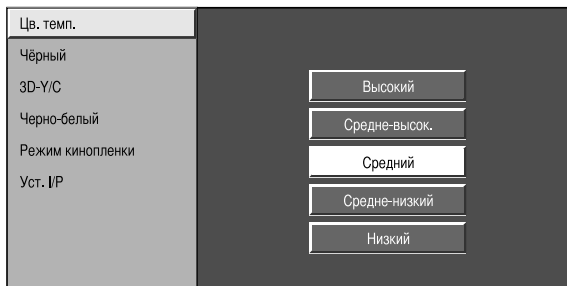 Цв. темп.
Чёрный
3D-Y/C
Черно-белый
Режим кинопленки
Уст. I/P
Высокий
Средне-высок.
Средний
Средне-низкий
Низкий